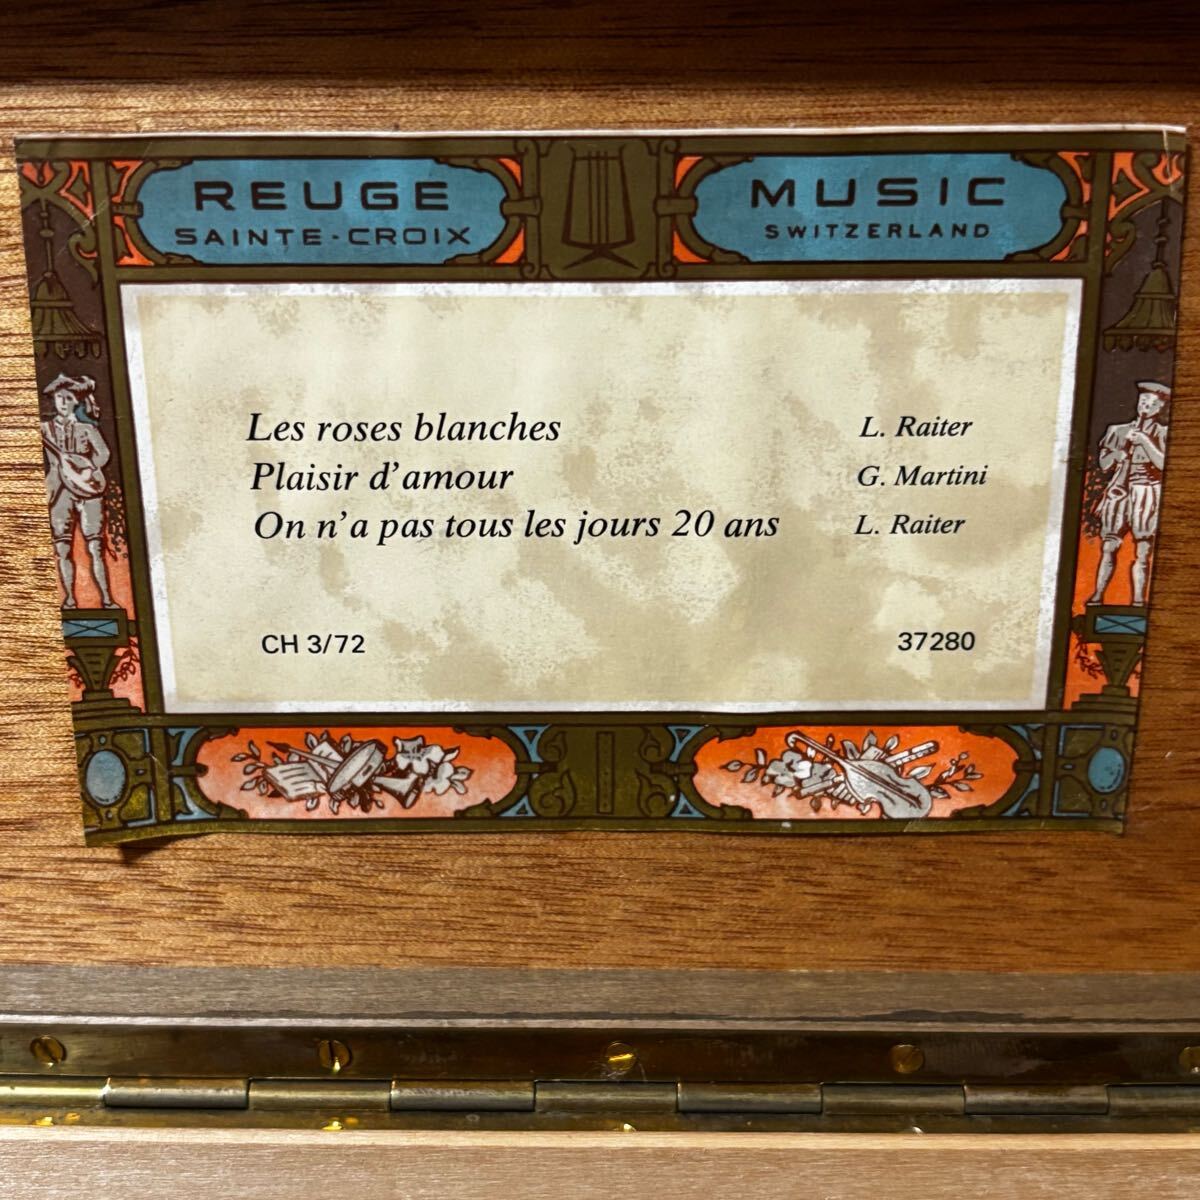 REUGE MUSIC
SAINTE-CROIX SWITZERLAND
Les roses blanches L. Raiter
Plaisir d'amour G. Martini
On n'a pas tous les jours 20 ans L. Raiter
CH 3/72 37280